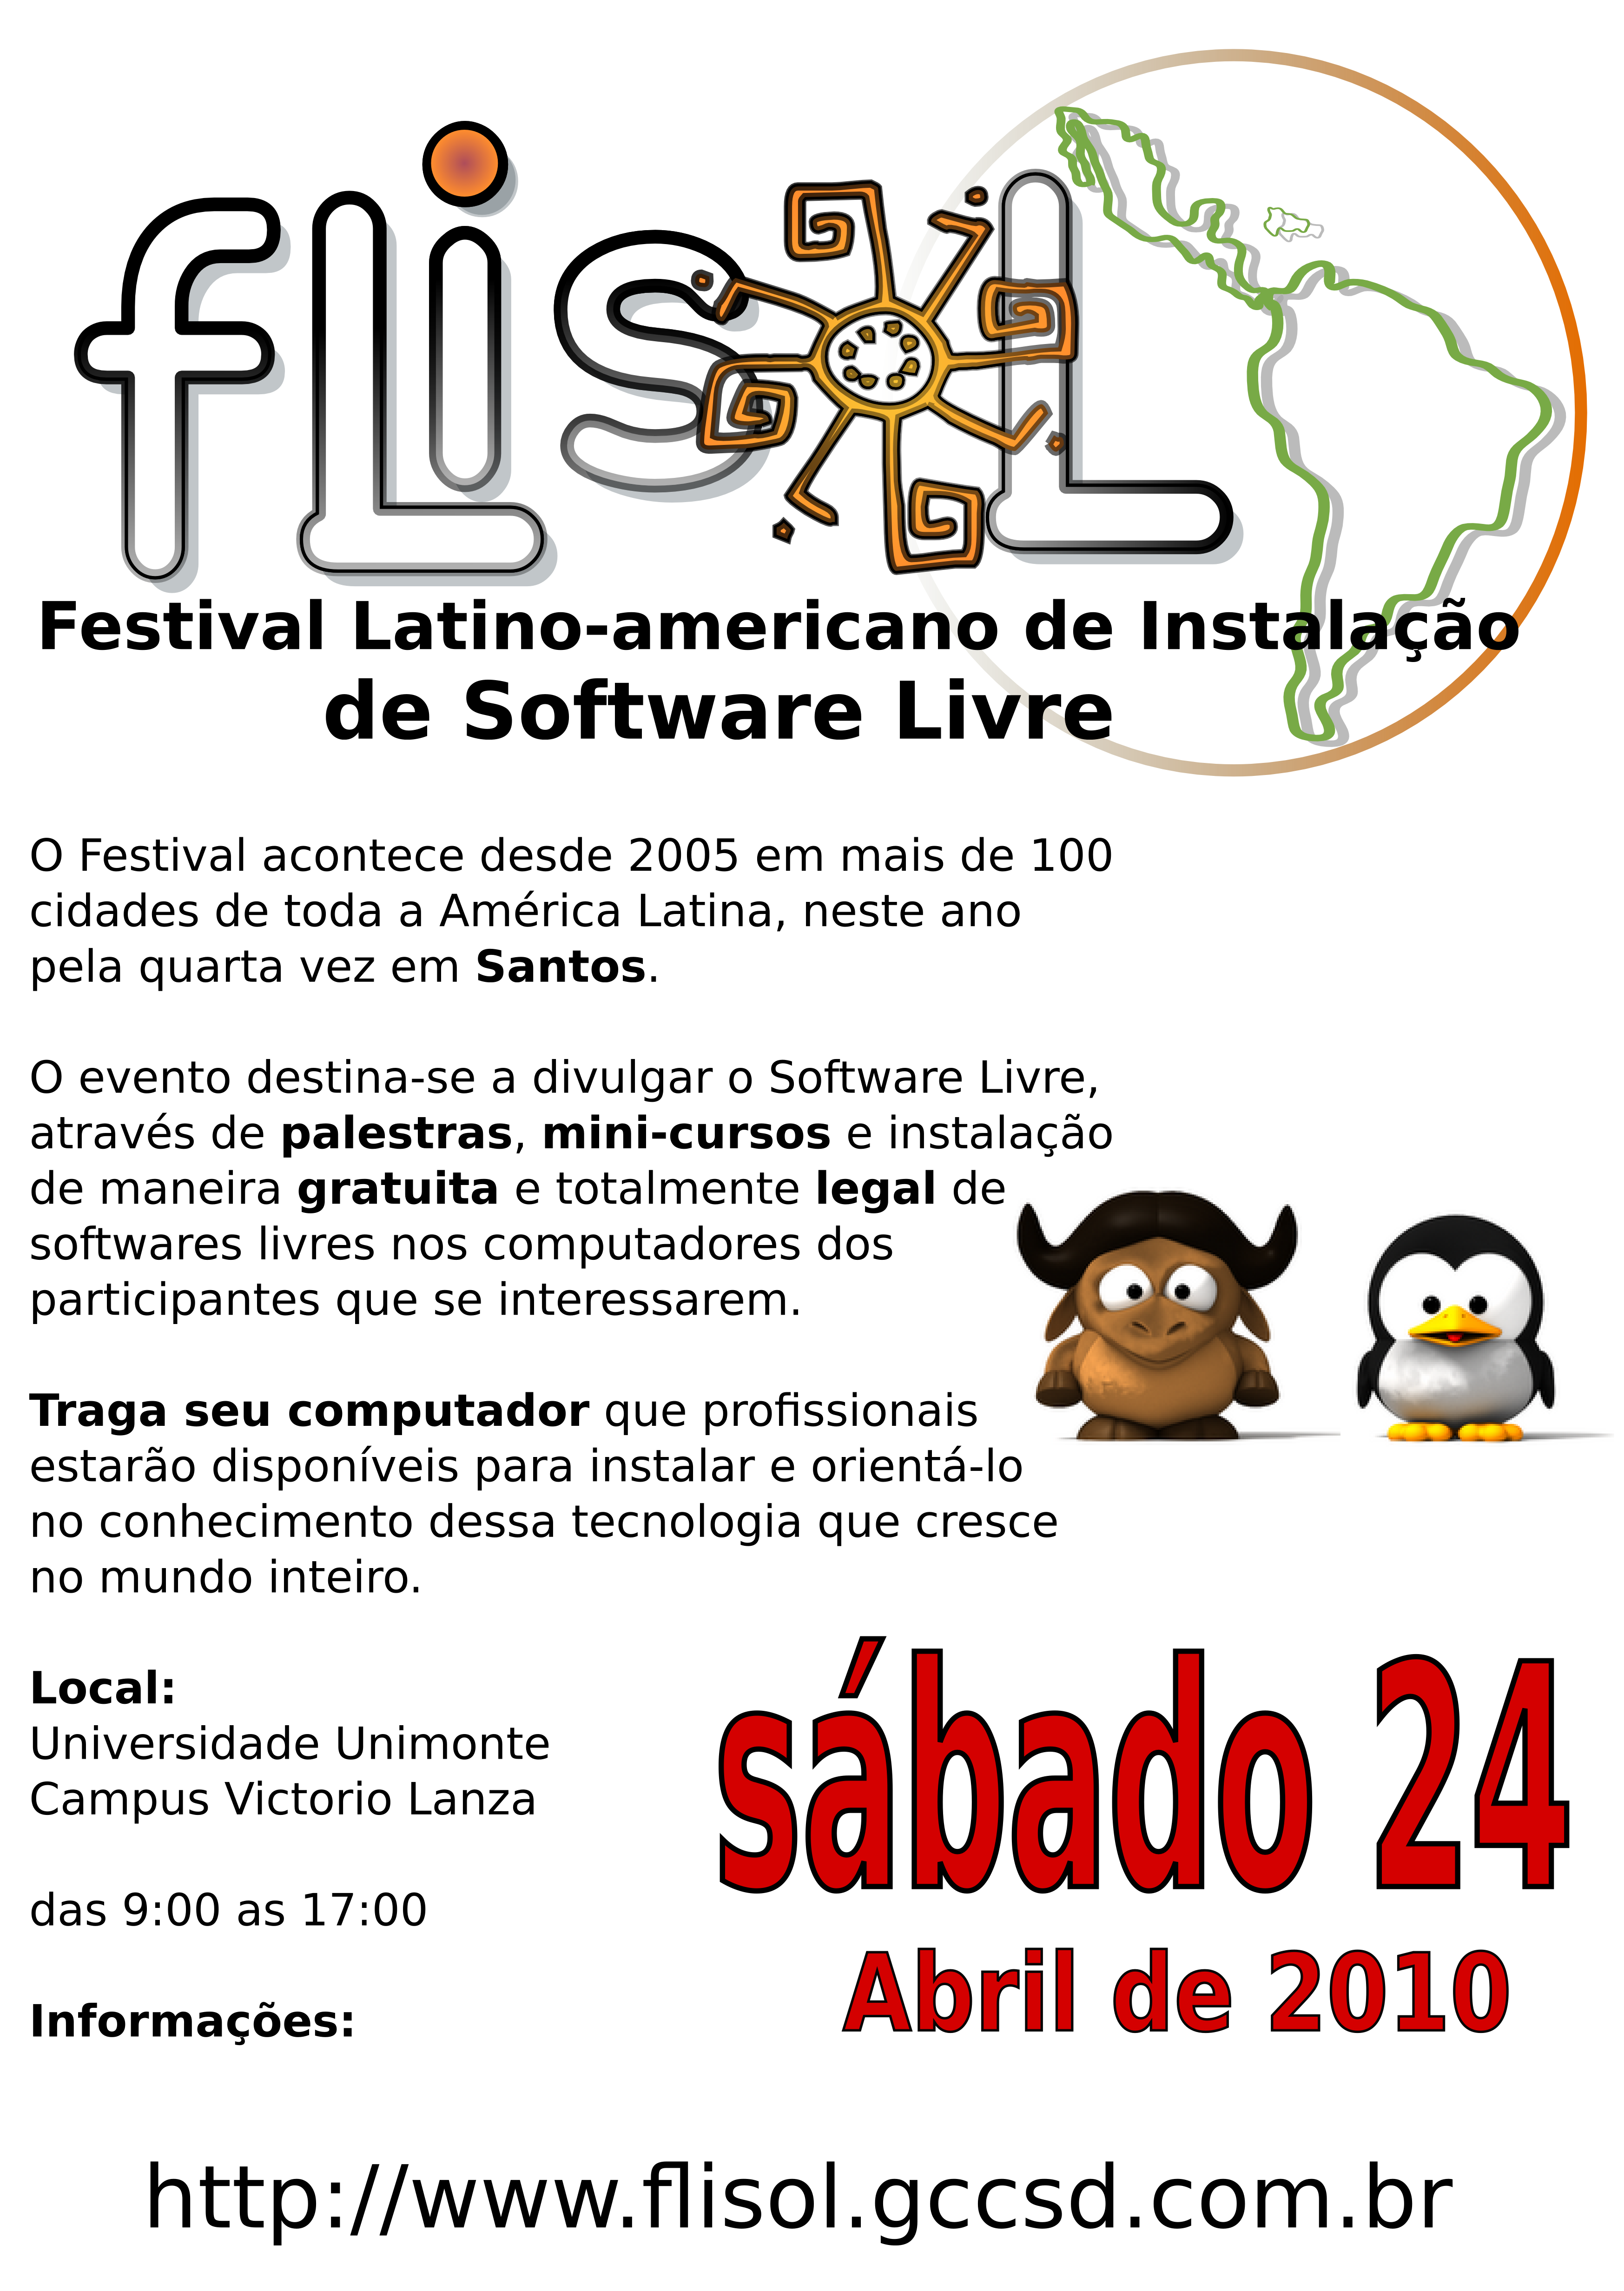 flisol
Festival Latino-americano de Instalação
de Software Livre
O Festival acontece desde 2005 em mais de 100
cidades de toda a América Latina, neste ano
pela quarta vez em Santos.
O evento destina-se a divulgar o Software Livre,
através de palestras, mini-cursos e instalação
de maneira gratuita e totalmente legal de
softwares livres nos computadores dos
participantes que se interessarem.
Traga seu computador que profissionais
estarão disponíveis para instalar e orientá-lo
no conhecimento dessa tecnologia que cresce
no mundo inteiro.
Local:
Universidade Unimonte
Campus Victorio Lanza
das 9:00 as 17:00
Informações:
sábado 24
Abril de 2010
http://www.flisol.gccsd.com.br